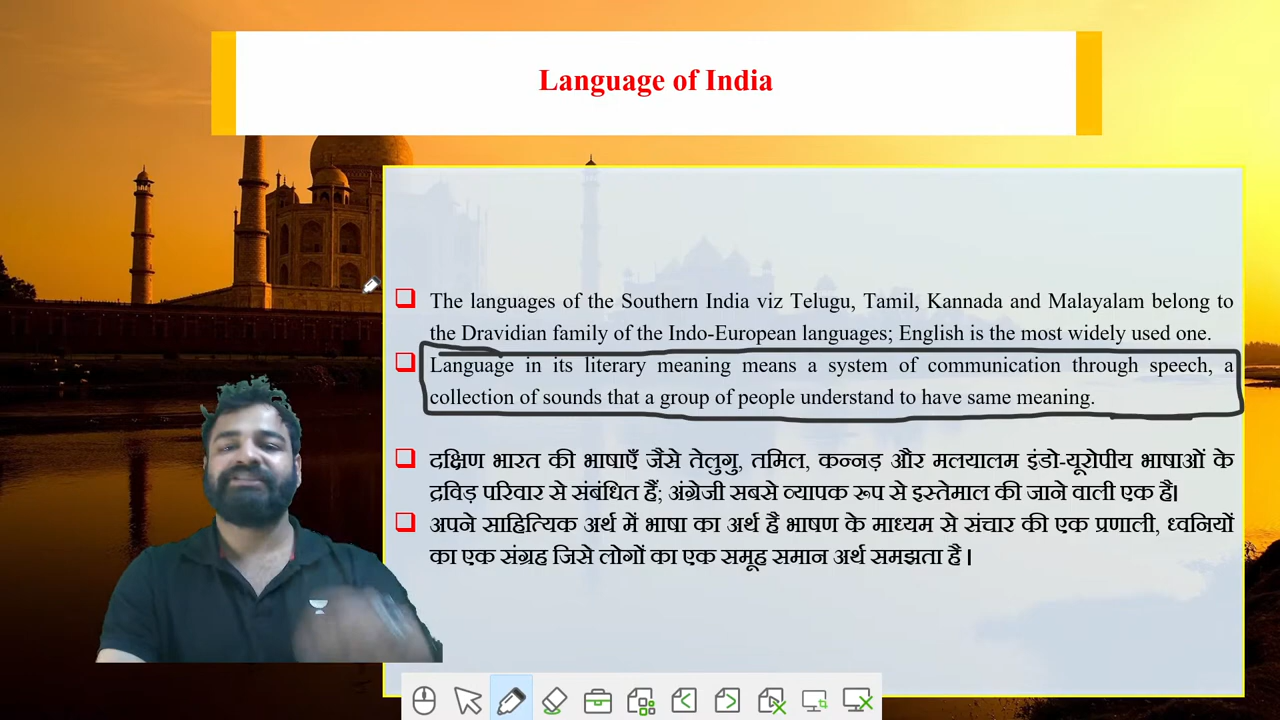 Language of India
The languages of the Southern India viz Telugu, Tamil, Kannada and Malayalam belong to
the Dravidian family of the Indo-European languages; English is the most widely used one.
Language in its literary meaning means a system of communication through speech, a
collection of sounds that a group of people understand to have same meaning.
दक्षिण भारत की भाषाएँ जैसे तेलुगु, तमिल, कन्नड़ और मलयालम इंडो-यूरोपीय भाषाओं के
द्रविड़ परिवार से संबंधित हैं; अंग्रेजी सबसे व्यापक रूप से इस्तेमाल की जाने वाली एक है।
अपने साहित्यिक अर्थ में भाषा का अर्थ है भाषण के माध्यम से संचार की एक प्रणाली, ध्वनियों
का एक संग्रह जिसे लोगों का एक समूह समान अर्थ समझता है।